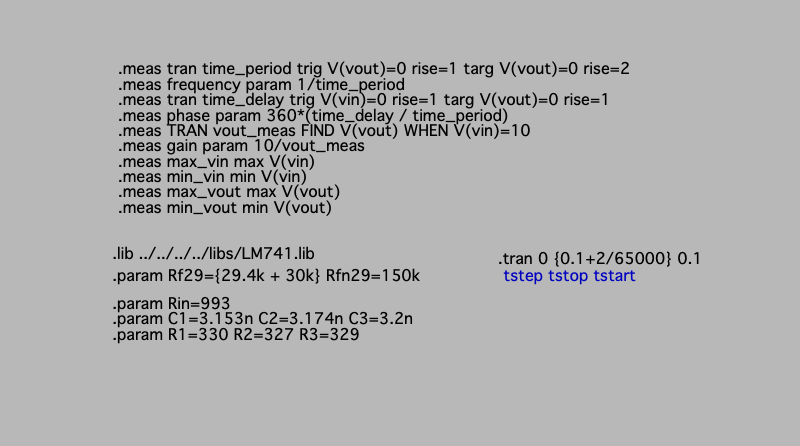 .meas tran time_period trig V(vout)=0 rise=1 targ V(vout)=0 rise=2
.meas frequency param 1/time_period
.meas tran time_delay trig V(vin)=0 rise=1 targ V(vout)=0 rise=1
.meas phase param 360*(time_delay / time_period)
.meas TRAN vout_meas FIND V(vout) WHEN V(vin)=10
.meas gain param 10/vout_meas
.meas max_vin max V(vin)
.meas min_vin min V(vin)
.meas max_vout max V(vout)
.meas min_vout min V(vout)
.lib ../../../../libs/LM741.lib
.param Rf29={29.4k + 30k} Rfn29=150k
.param Rin=993
.param C1=3.153n C2=3.174n C3=3.2n
.param R1=330 R2=327 R3=329
.tran 0 {0.1+2/65000} 0.1
tstep tstop tstart